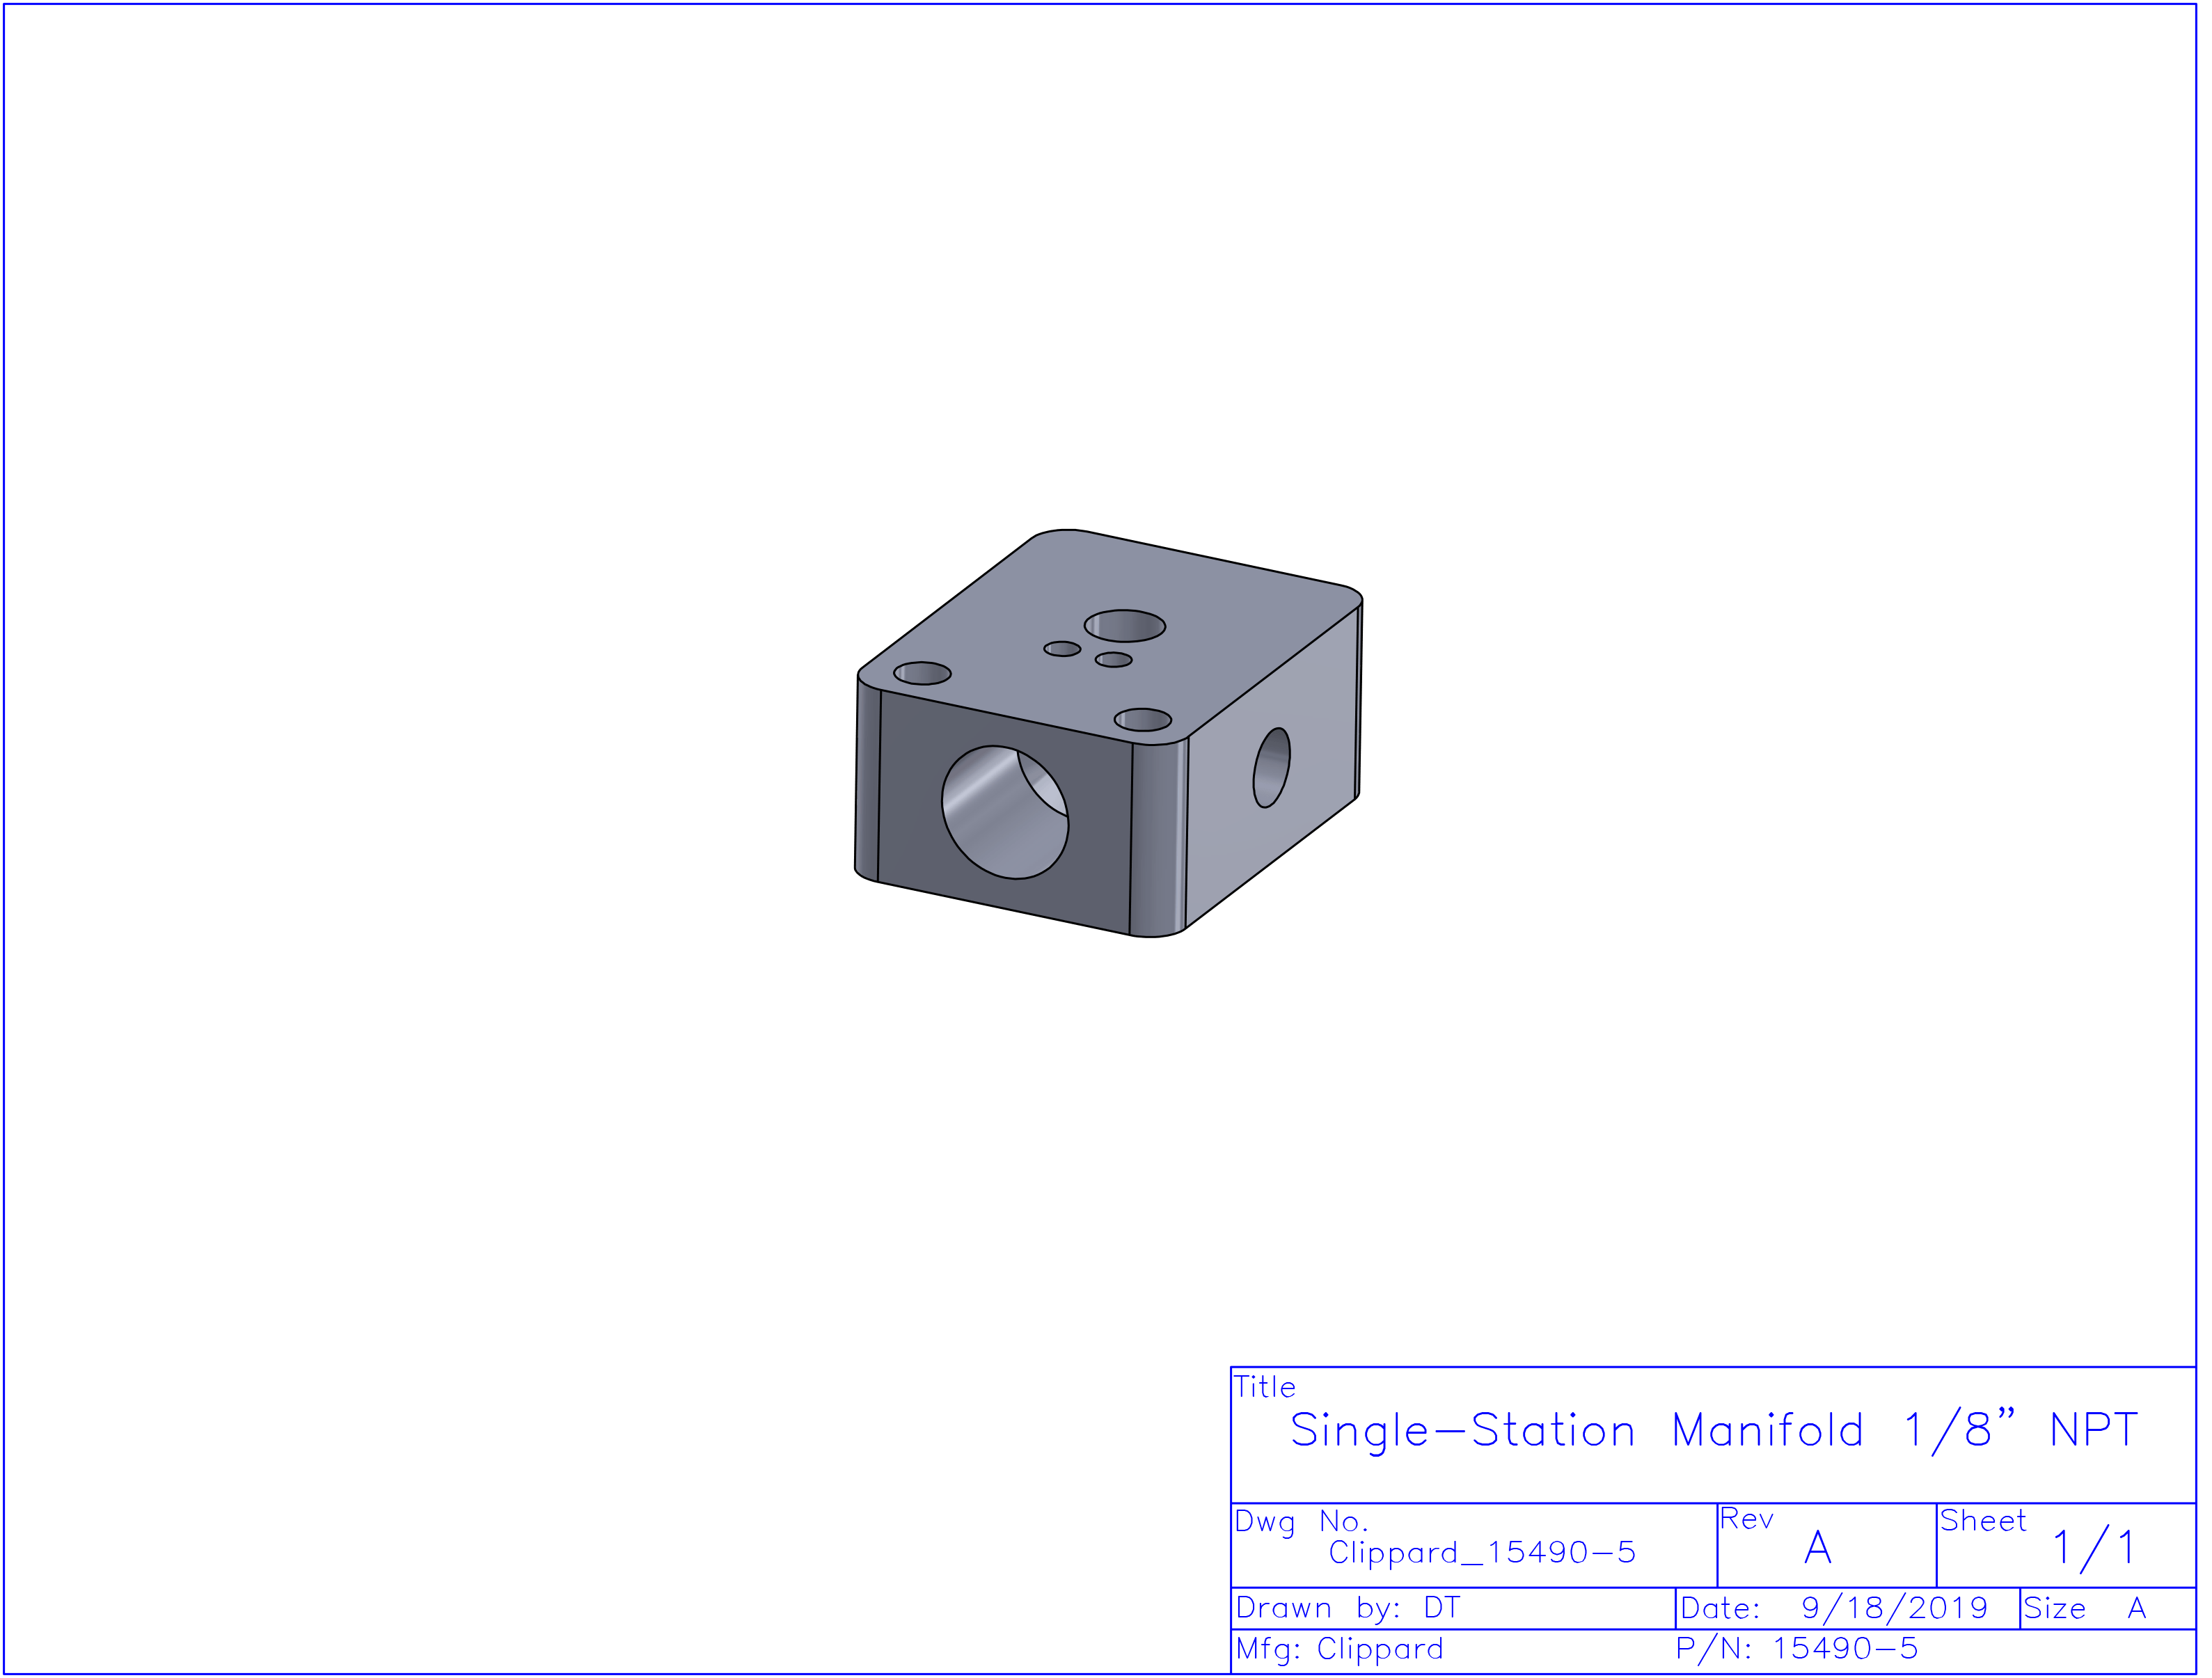 Title
Single-Station Manifold 1/8” NPT
Dwg No.
Clippard_15490-5
Rev
A
Sheet
1/1
Drawn by: DT
Date: 9/18/2019
Size A
Mfg: Clippard
P/N: 15490-5